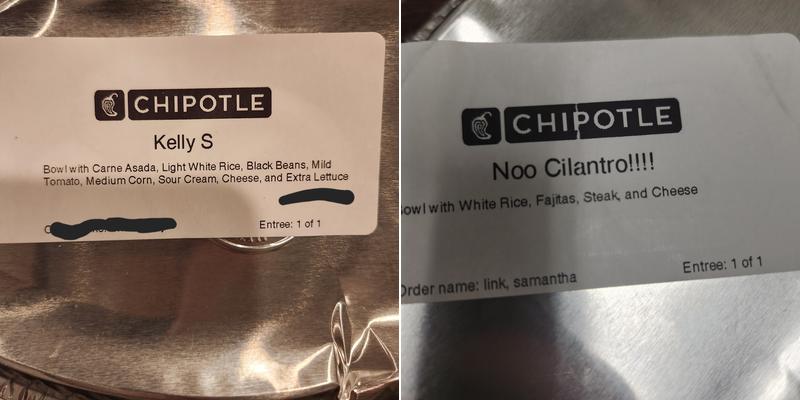 CHIPOTLE
Kelly S
Bowl with Carne Asada, Light White Rice, Black Beans, Mild
Tomato, Medium Corn, Sour Cream, Cheese, and Extra Lettuce
Entree: 1 of 1
CHIPOTLE
Noo Cilantro!!!!
owl with White Rice, Fajitas, Steak, and Cheese
Order name: link, samantha
Entree: 1 of 1